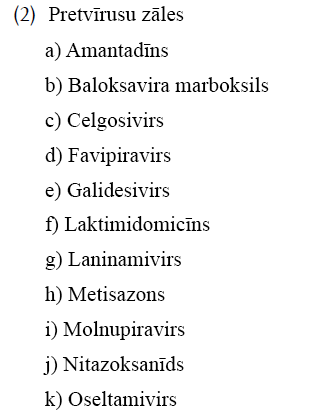 (2) Pretvīrusu zāles
a) Amantadīns
b) Baloksavira marboksils
c) Celgosivirs
d) Favipiravirs
e) Galidesivirs
f) Laktimidomicīns
g) Laninamivirs
h) Metisazons
i) Molnupiravirs
j) Nitazoksanīds
k) Oseltamivirs